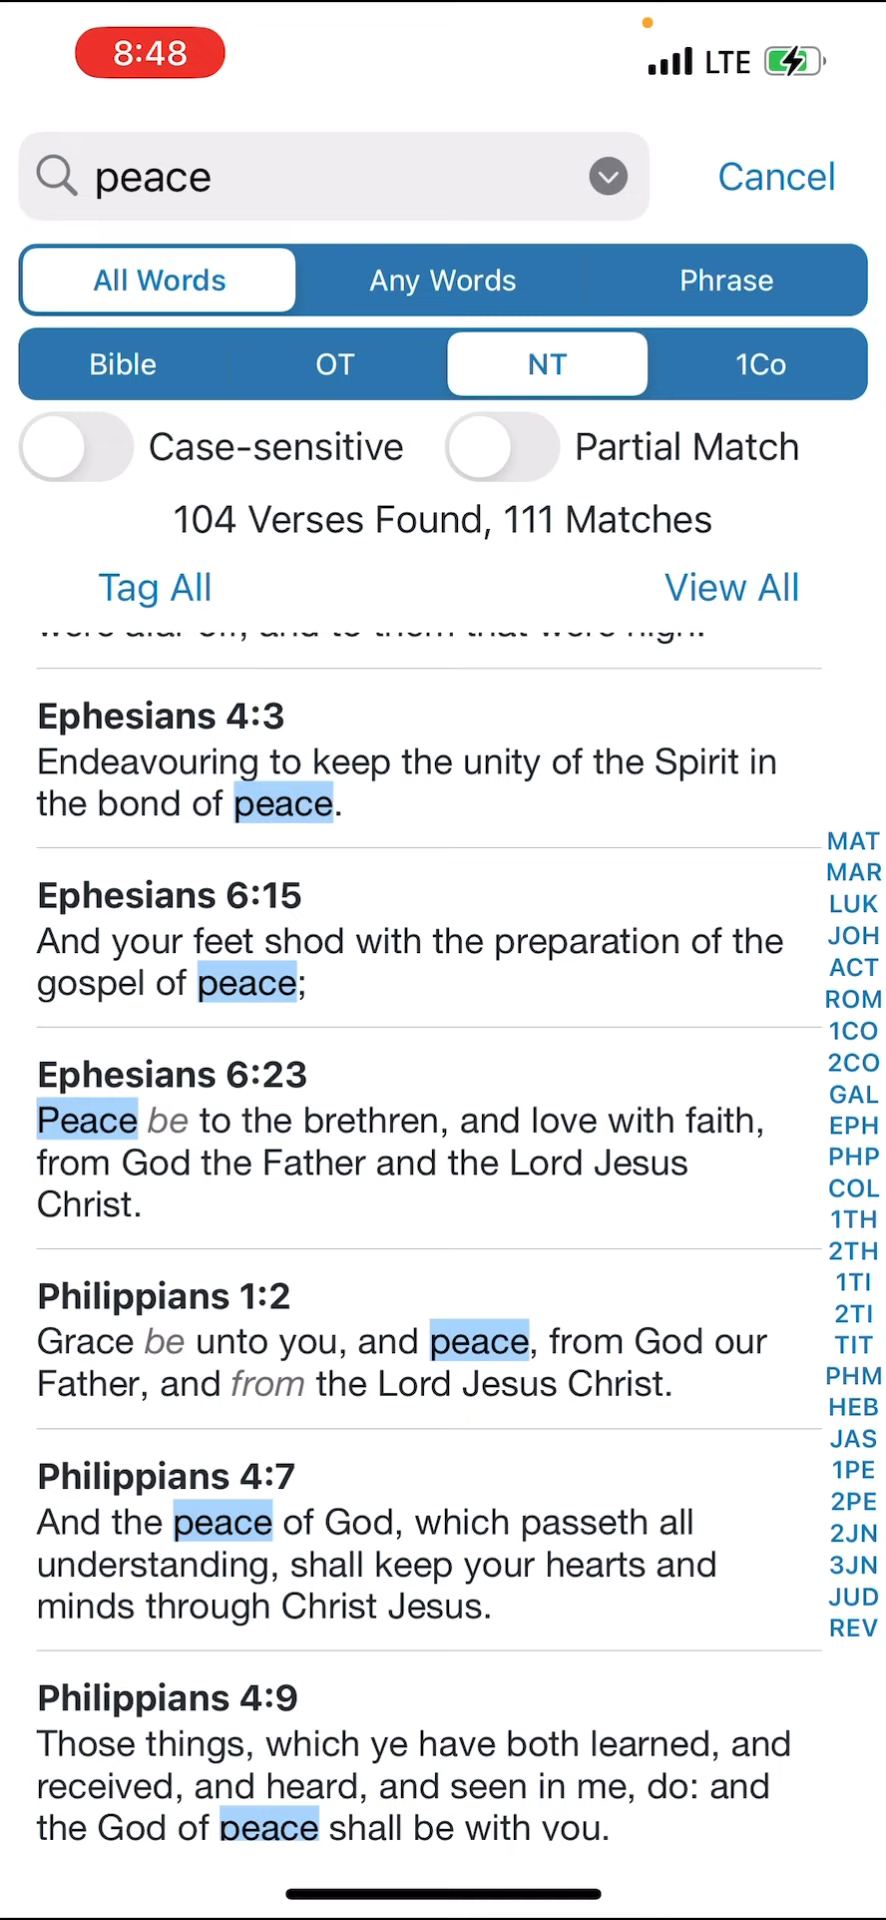 8:48
LTE
peace
Cancel
All Words
Any Words
Phrase
Bible
OT
NT
1Co
Case-sensitive
Partial Match
104 Verses Found, 111 Matches
Tag All
View All
were afar off, and to them that were nigh.
Ephesians 4:3
Endeavouring to keep the unity of the Spirit in
the bond of peace.
Ephesians 6:15
And your feet shod with the preparation of the
gospel of peace;
Ephesians 6:23
Peace be to the brethren, and love with faith,
from God the Father and the Lord Jesus
Christ.
Philippians 1:2
Grace be unto you, and peace, from God our
Father, and from the Lord Jesus Christ.
Philippians 4:7
And the peace of God, which passeth all
understanding, shall keep your hearts and
minds through Christ Jesus.
Philippians 4:9
Those things, which ye have both learned, and
received, and heard, and seen in me, do: and
the God of peace shall be with you.
MAT
MAR
LUK
JOH
ACT
ROM
1CO
2CO
GAL
EPH
PHP
COL
1TH
2TH
1TI
2TI
TIT
PHM
HEB
JAS
1PE
2PE
2JN
3JN
JUD
REV